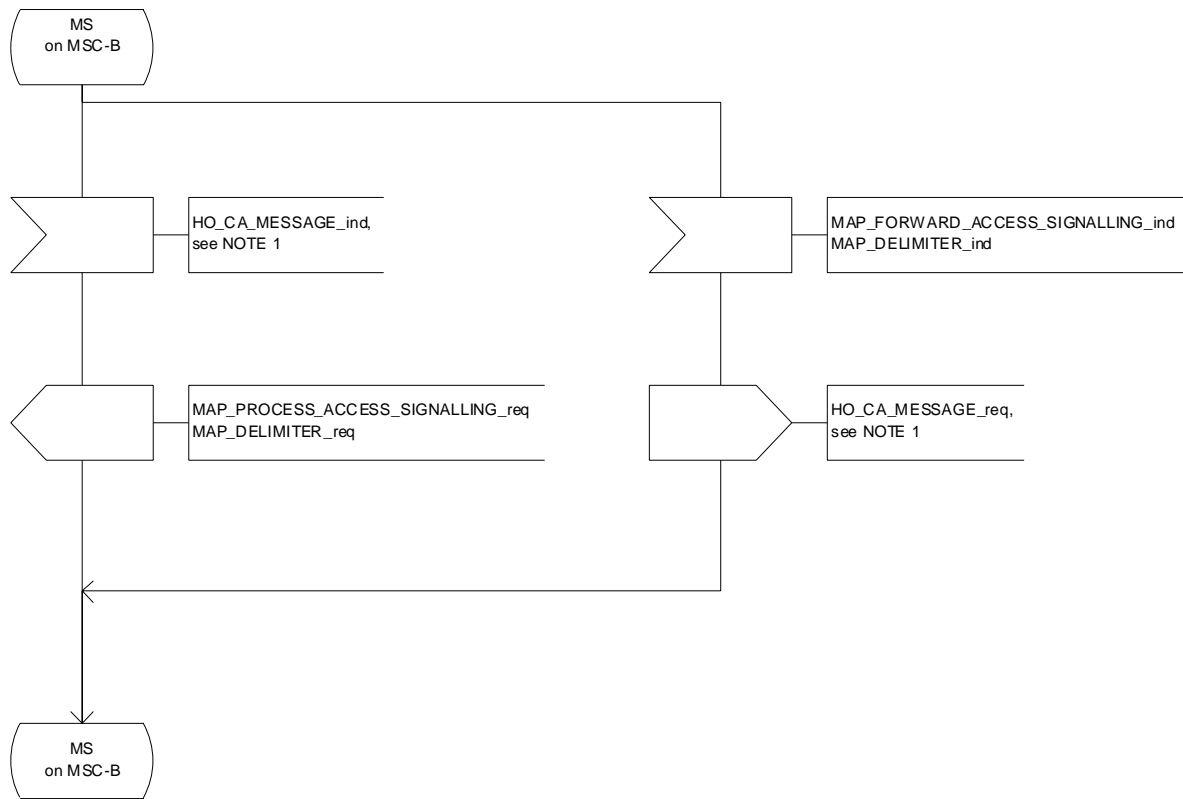 MS
on MSC-B
HO_CA_MESSAGE_ind,
see NOTE 1
MAP_FORWARD_ACCESS_SIGNALLING_ind
MAP_DELIMITER_ind
MAP_PROCESS_ACCESS_SIGNALLING_req
MAP_DELIMITER_req
HO_CA_MESSAGE_req,
see NOTE 1
MS
on MSC-B